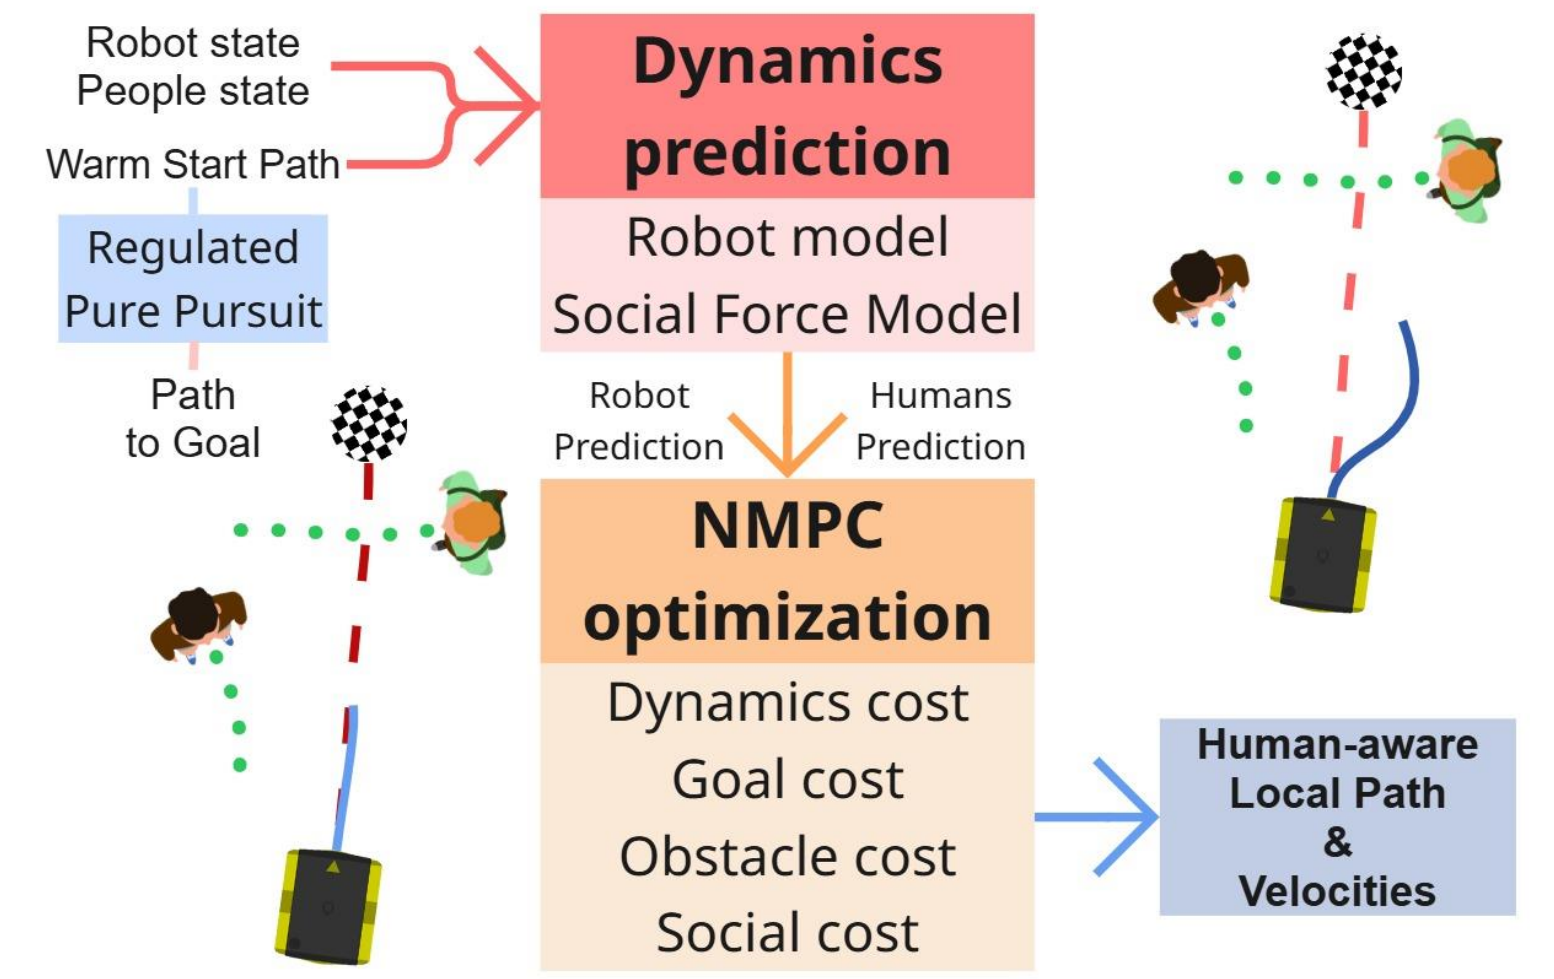 Robot state
People state
Warm Start Path
Regulated
Pure Pursuit
Path
to Goal
Dynamics
prediction
Robot model
Social Force Model
Robot
Prediction
Humans
Prediction
NMPC
optimization
Dynamics cost
Goal cost
Obstacle cost
Social cost
Human-aware
Local Path
&
Velocities